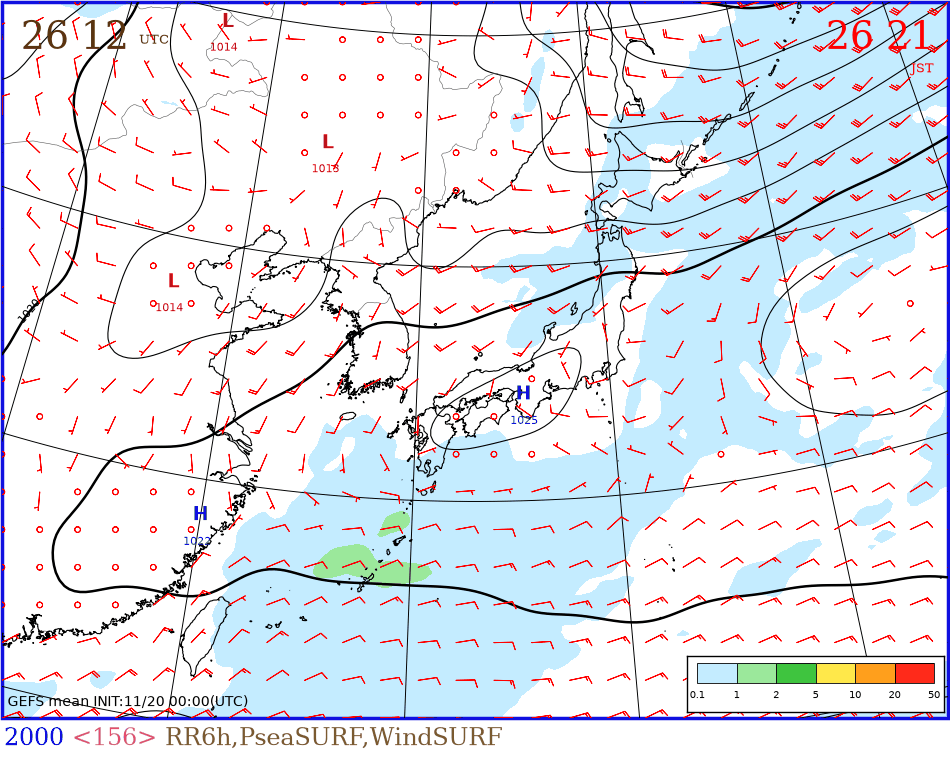 26 12 UTC
26 21
JST
L
1014
L
1013
L
1014
1020
H
1025
H
1022
0.1 1 2 5 10 20 50
GEFS mean INIT:11/20 00:00(UTC)
2000 <156> RR6h,PseaSURF,WindSURF